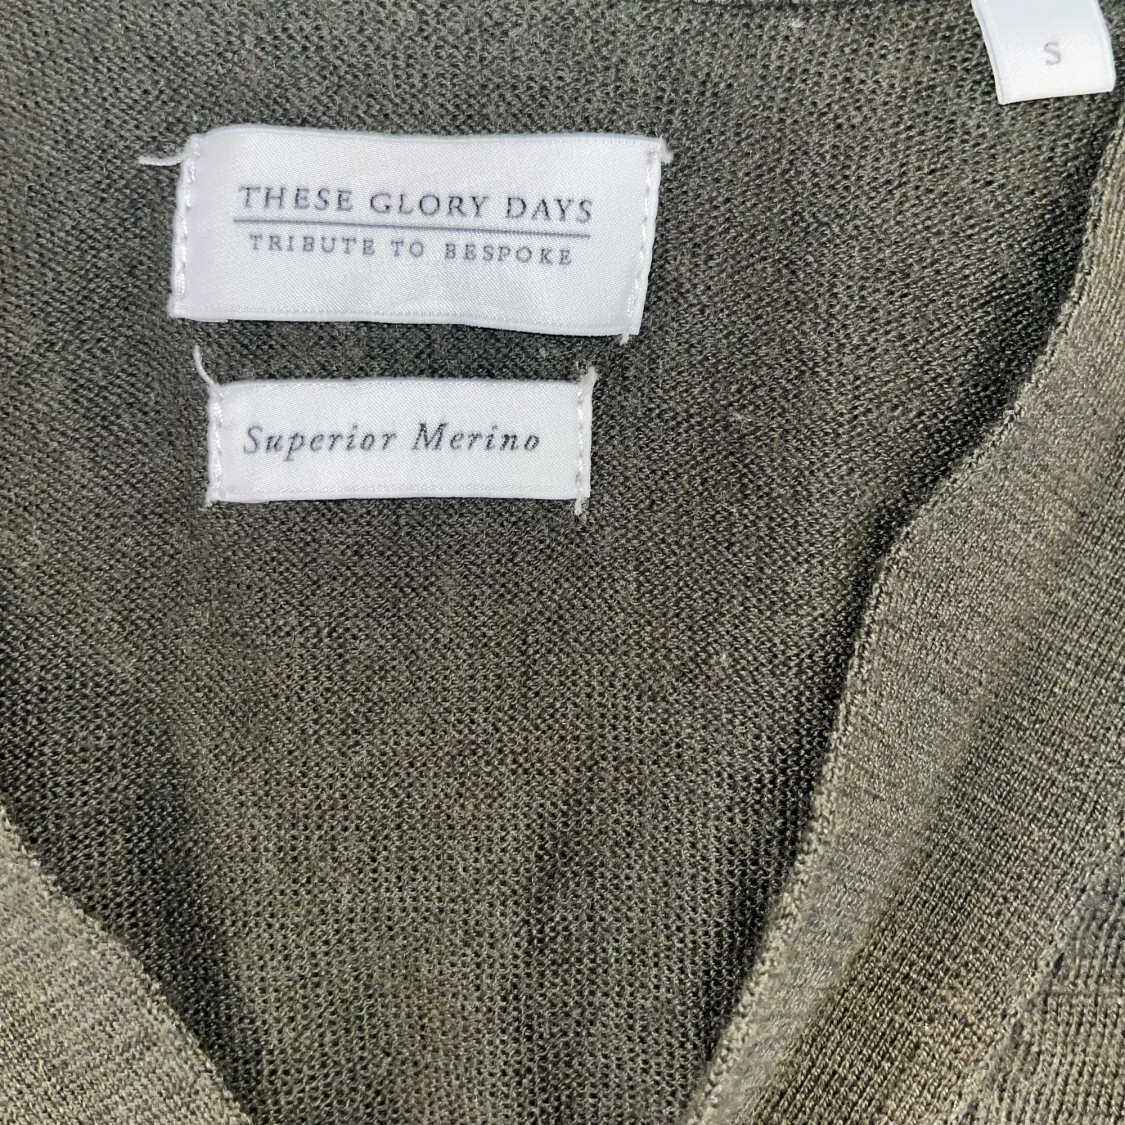 S
THESE GLORY DAYS
TRIBUTE TO BESPOKE
Superior Merino